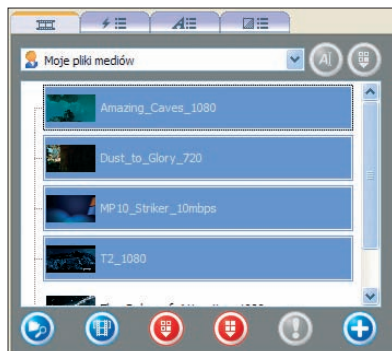 Moje pliki mediów
A
Amazing_Caves_1080
Dust_to_Glory_720
MP10_Striker_10mbps
T2_1080